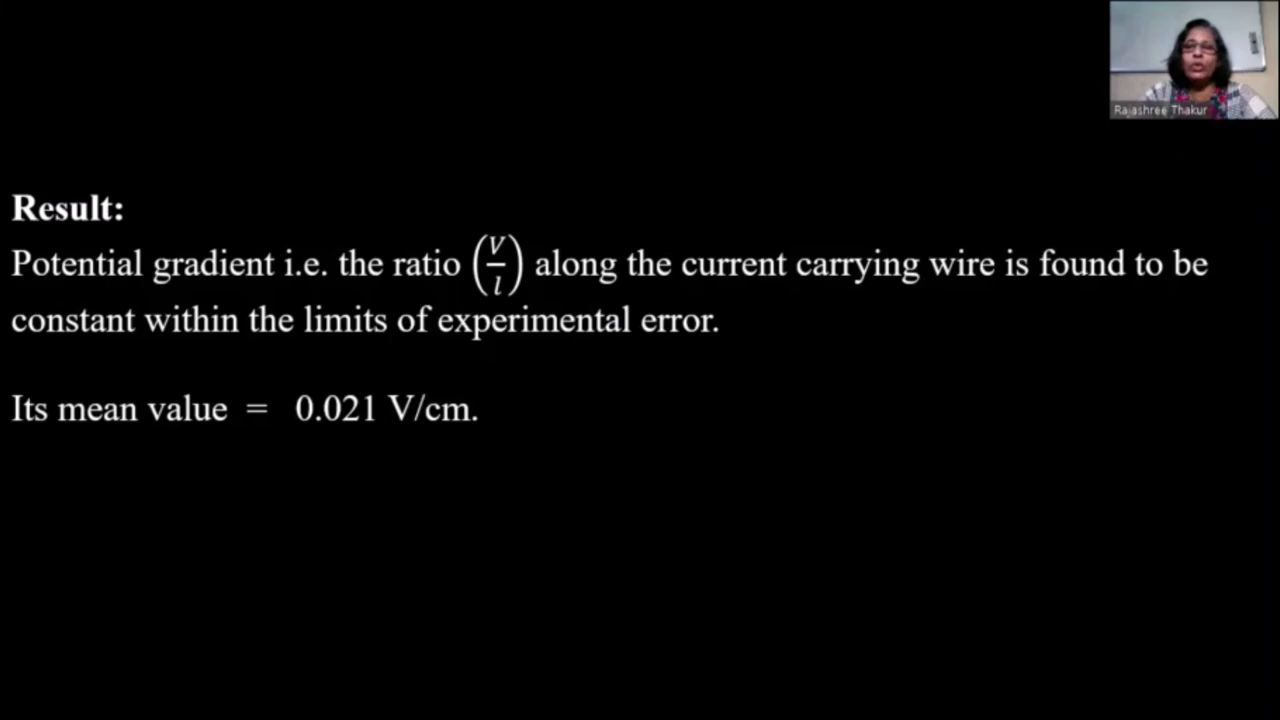 Rajashree Thakur
Result:
Potential gradient i.e. the ratio (V/l) along the current carrying wire is found to be
constant within the limits of experimental error.
Its mean value = 0.021 V/cm.